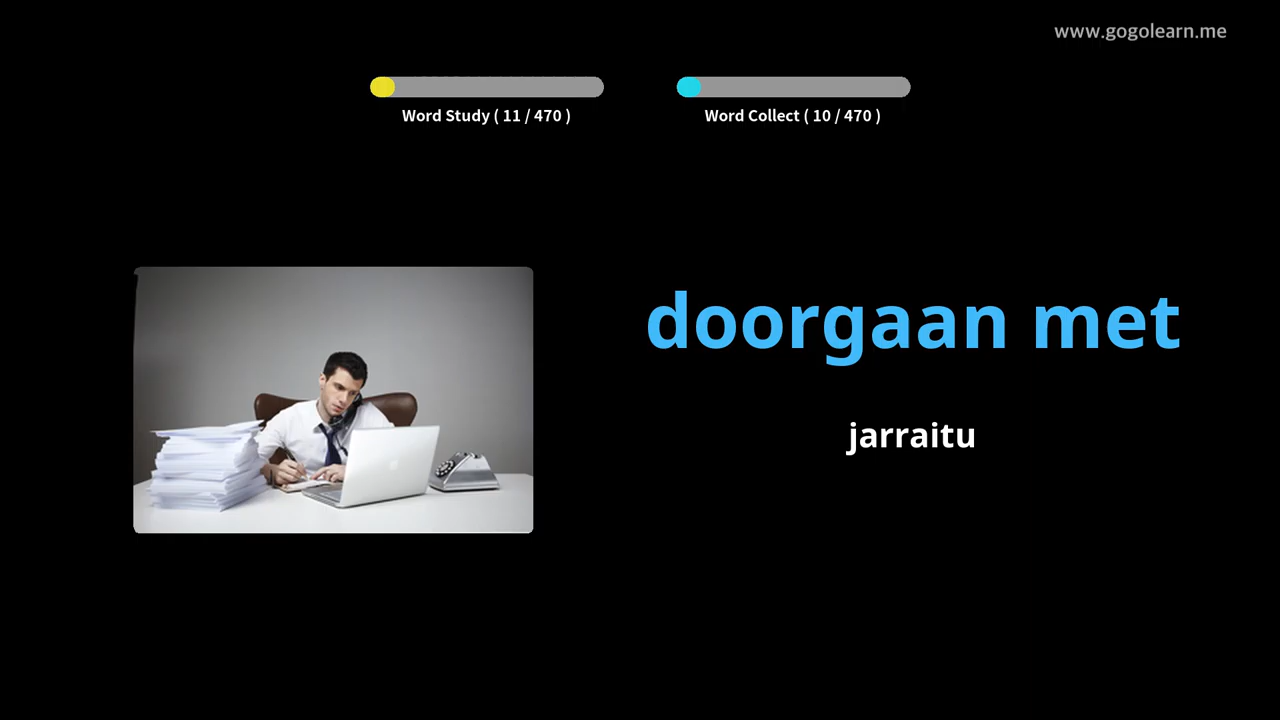 www.gogolearn.me
Word Study ( 11 / 470 )
Word Collect ( 10 / 470 )
doorgaan met
jarraitu